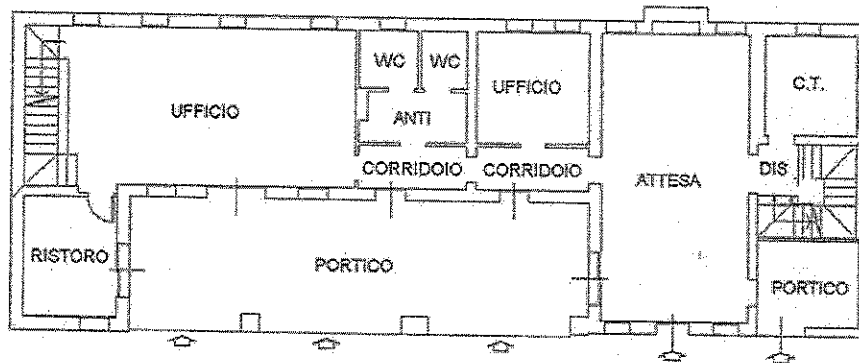 WC
WC
UFFICIO
C.T.
UFFICIO
ANTI
CORRIDOIO
CORRIDOIO
ATTESA
DIS
RISTORO
PORTICO
PORTICO